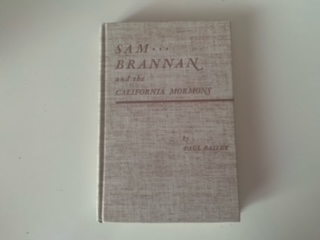 SAM...
BRANNAN
and the
CALIFORNIA MORMONS
by
PAUL BAILEY